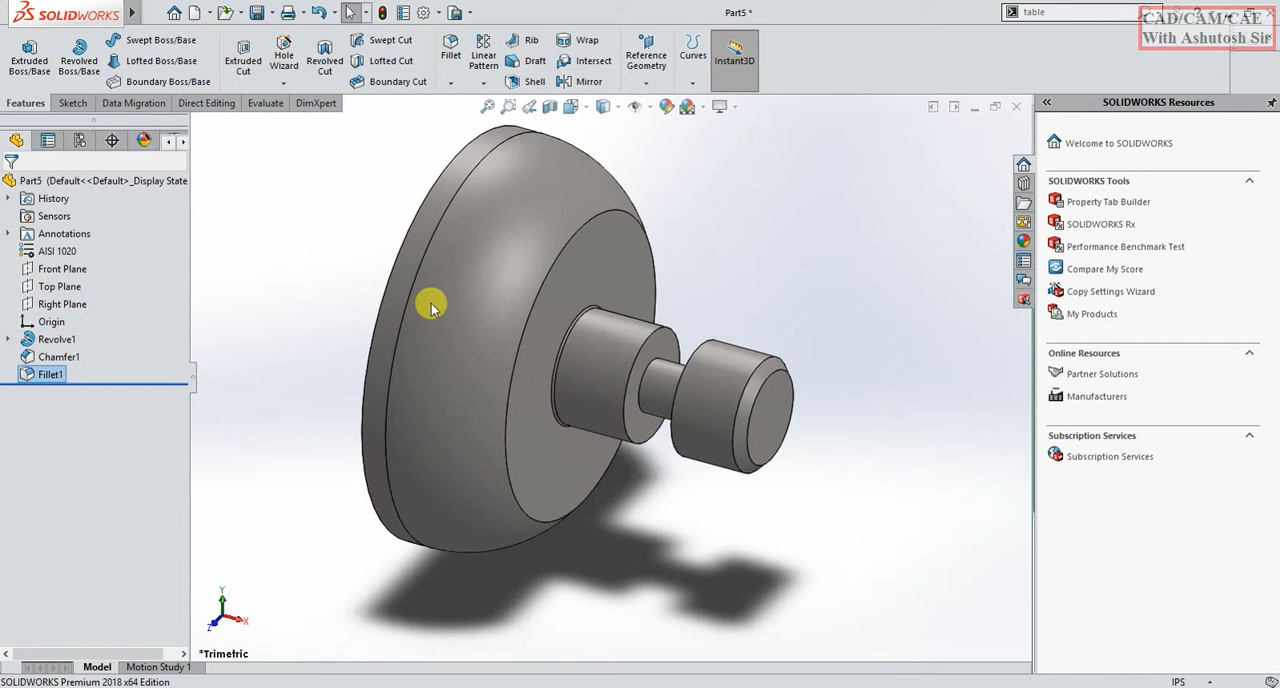 SOLIDWORKS
Part5 *
table
CAD/CAM/CAE
With Ashutosh Sir
Extruded Boss/Base
Revolved Boss/Base
Swept Boss/Base
Lofted Boss/Base
Boundary Boss/Base
Extruded Cut
Hole Wizard
Revolved Cut
Swept Cut
Lofted Cut
Boundary Cut
Fillet
Linear Pattern
Rib
Draft
Shell
Wrap
Intersect
Mirror
Reference Geometry
Curves
Instant3D
Features
Sketch
Data Migration
Direct Editing
Evaluate
DimXpert
Part5 (Default<<Default>_Display State
History
Sensors
Annotations
AISI 1020
Front Plane
Top Plane
Right Plane
Origin
Revolve1
Chamfer1
Fillet1
Y
X
Z
*Trimetric
SOLIDWORKS Resources
Welcome to SOLIDWORKS
SOLIDWORKS Tools
Property Tab Builder
SOLIDWORKS Rx
Performance Benchmark Test
Compare My Score
Copy Settings Wizard
My Products
Online Resources
Partner Solutions
Manufacturers
Subscription Services
Subscription Services
Model
Motion Study 1
SOLIDWORKS Premium 2018 x64 Edition
IPS